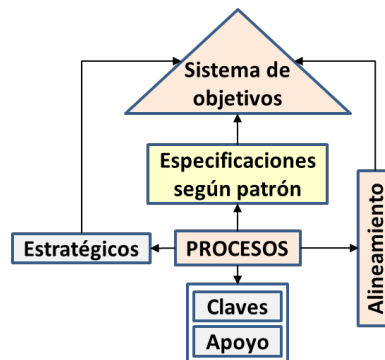 Sistema de
objetivos
Especificaciones
según patrón
Estratégicos
PROCESOS
Alineamiento
Claves
Apoyo